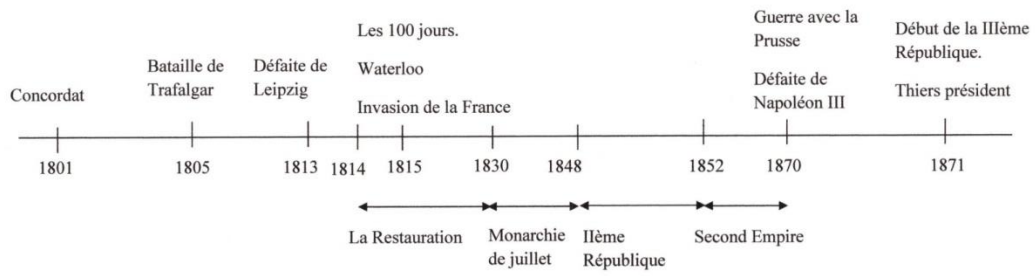 Concordat
Bataille de
Trafalgar
Défaite de
Leipzig
Les 100 jours.
Waterloo
Invasion de la France
Guerre avec la
Prusse
Défaite de
Napoléon III
Début de la IIIème
République.
Thiers président
1801
1805
1813
1814
1815
1830
1848
1852
1870
1871
La Restauration
Monarchie
de juillet
IIème
République
Second Empire